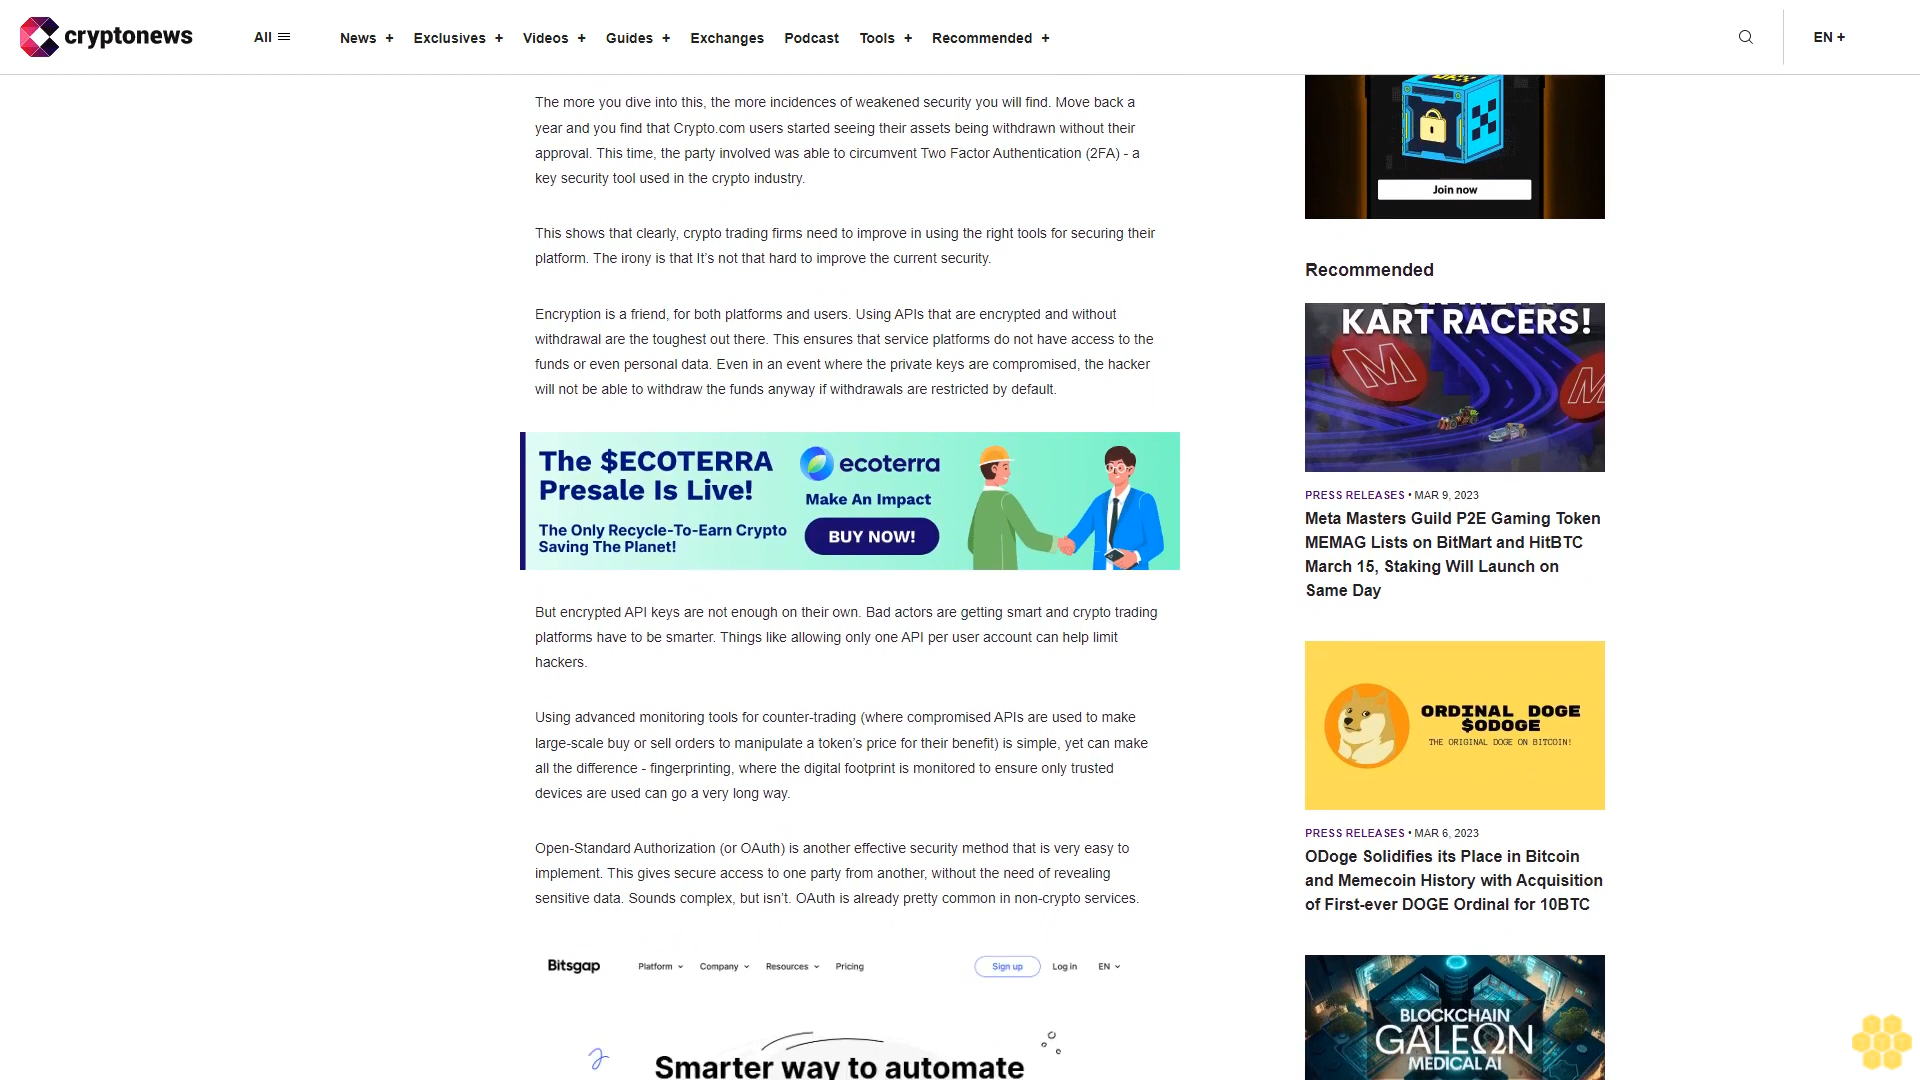 cryptonews
All
News +
Exclusives +
Videos +
Guides +
Exchanges
Podcast
Tools +
Recommended +
EN +
The more you dive into this, the more incidences of weakened security you will find. Move back a
year and you find that Crypto.com users started seeing their assets being withdrawn without their
approval. This time, the party involved was able to circumvent Two Factor Authentication (2FA) - a
key security tool used in the crypto industry.
This shows that clearly, crypto trading firms need to improve in using the right tools for securing their
platform. The irony is that It’s not that hard to improve the current security.
Encryption is a friend, for both platforms and users. Using APIs that are encrypted and without
withdrawal are the toughest out there. This ensures that service platforms do not have access to the
funds or even personal data. Even in an event where the private keys are compromised, the hacker
will not be able to withdraw the funds anyway if withdrawals are restricted by default.
The $ECOTERRA
Presale Is Live!
The Only Recycle-To-Earn Crypto
Saving The Planet!
ecoterra
Make An Impact
BUY NOW!
But encrypted API keys are not enough on their own. Bad actors are getting smart and crypto trading
platforms have to be smarter. Things like allowing only one API per user account can help limit
hackers.
Using advanced monitoring tools for counter-trading (where compromised APIs are used to make
large-scale buy or sell orders to manipulate a token’s price for their benefit) is simple, yet can make
all the difference - fingerprinting, where the digital footprint is monitored to ensure only trusted
devices are used can go a very long way.
Open-Standard Authorization (or OAuth) is another effective security method that is very easy to
implement. This gives secure access to one party from another, without the need of revealing
sensitive data. Sounds complex, but isn’t. OAuth is already pretty common in non-crypto services.
Bitsgap
Platform
Company
Resources
Pricing
Sign up
Log in
EN
Smarter way to automate
Join now
Recommended
KART RACERS!
M
M
PRESS RELEASES • MAR 9, 2023
Meta Masters Guild P2E Gaming Token
MEMAG Lists on BitMart and HitBTC
March 15, Staking Will Launch on
Same Day
ORDINAL DOGE
$ODOGE
THE ORIGINAL DOGE ON BITCOIN!
PRESS RELEASES • MAR 6, 2023
ODoge Solidifies its Place in Bitcoin
and Memecoin History with Acquisition
of First-ever DOGE Ordinal for 10BTC
BLOCKCHAIN
GALEON
MEDICAL AI